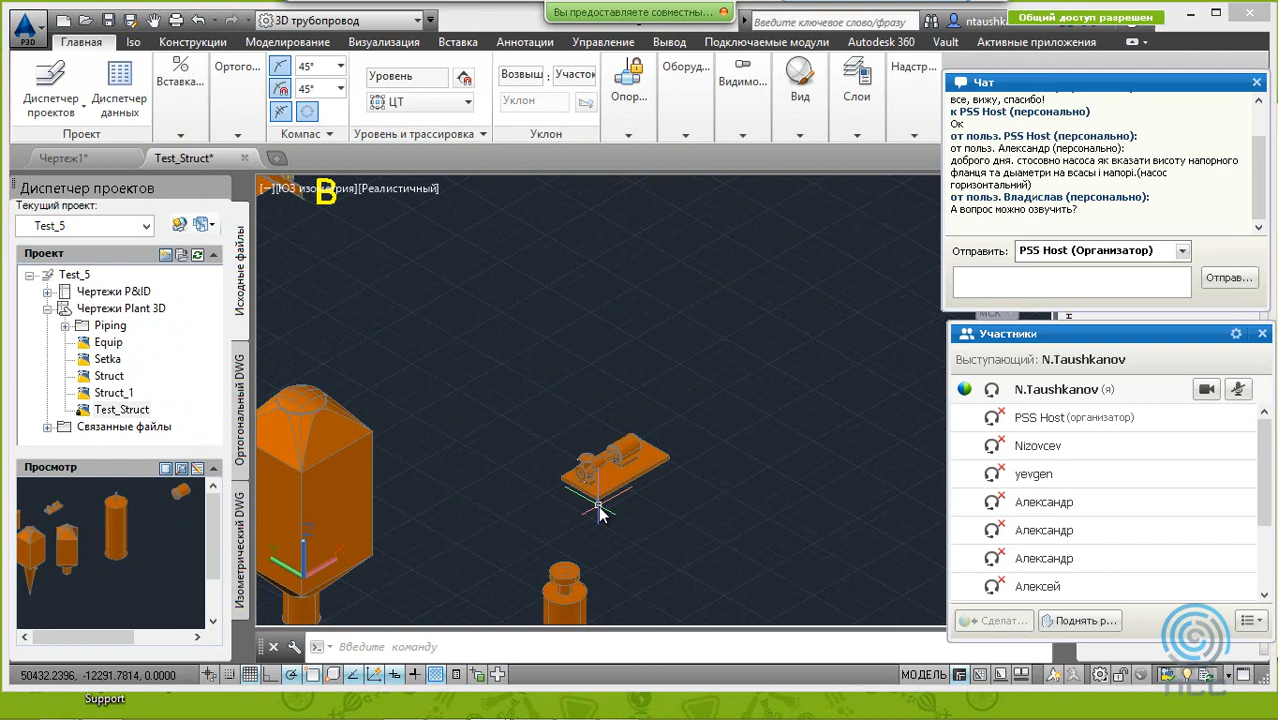 3D трубопровод
Вы предоставляете совместны...
Введите ключевое слово/фразу
ntaushka...
Общий доступ разрешен
P3D
Главная
Iso
Конструкции
Моделирование
Визуализация
Вставка
Аннотации
Управление
Вывод
Подключаемые модули
Autodesk 360
Vault
Активные приложения
Диспетчер проектов
Диспетчер данных
Проект
Вставка...
Ортого...
45°
45°
Компас
Уровень
ЦТ
Уровень и трассировка
Возвыш
Участок
Уклон
Уклон
Опор...
Оборуд...
Видимо...
Вид
Слои
Надстр...
Чертеж1*
Test_Struct*
Диспетчер проектов
Текущий проект:
Test_5
Проект
Test_5
Чертежи P&ID
Чертежи Plant 3D
Piping
Equip
Setka
Struct
Struct_1
Test_Struct
Связанные файлы
Просмотр
Исходные файлы
Ортогональный DWG
Изометрический DWG
[−][ЮЗ изометрия][Реалистичный]
В
Чат
все, вижу, спасибо!
к PSS Host (персонально)
Ок
от польз. PSS Host (персонально):
от польз. Александр (персонально):
доброго дня. стосовно насоса як вказати висоту напорного
фланця та дыаметри на всасы і напорі.(насос
горизонтальний)
от польз. Владислав (персонально):
А вопрос можно озвучить?
Отправить:
PSS Host (Организатор)
Отправ...
МСК
Участники
Выступающий: N.Taushkanov
N.Taushkanov (я)
PSS Host (организатор)
Nizovcev
yevgen
Александр
Александр
Александр
Алексей
Сделат...
Поднять р...
Введите команду
50432.2396, -12291.7814, 0.0000
МОДЕЛЬ
Support